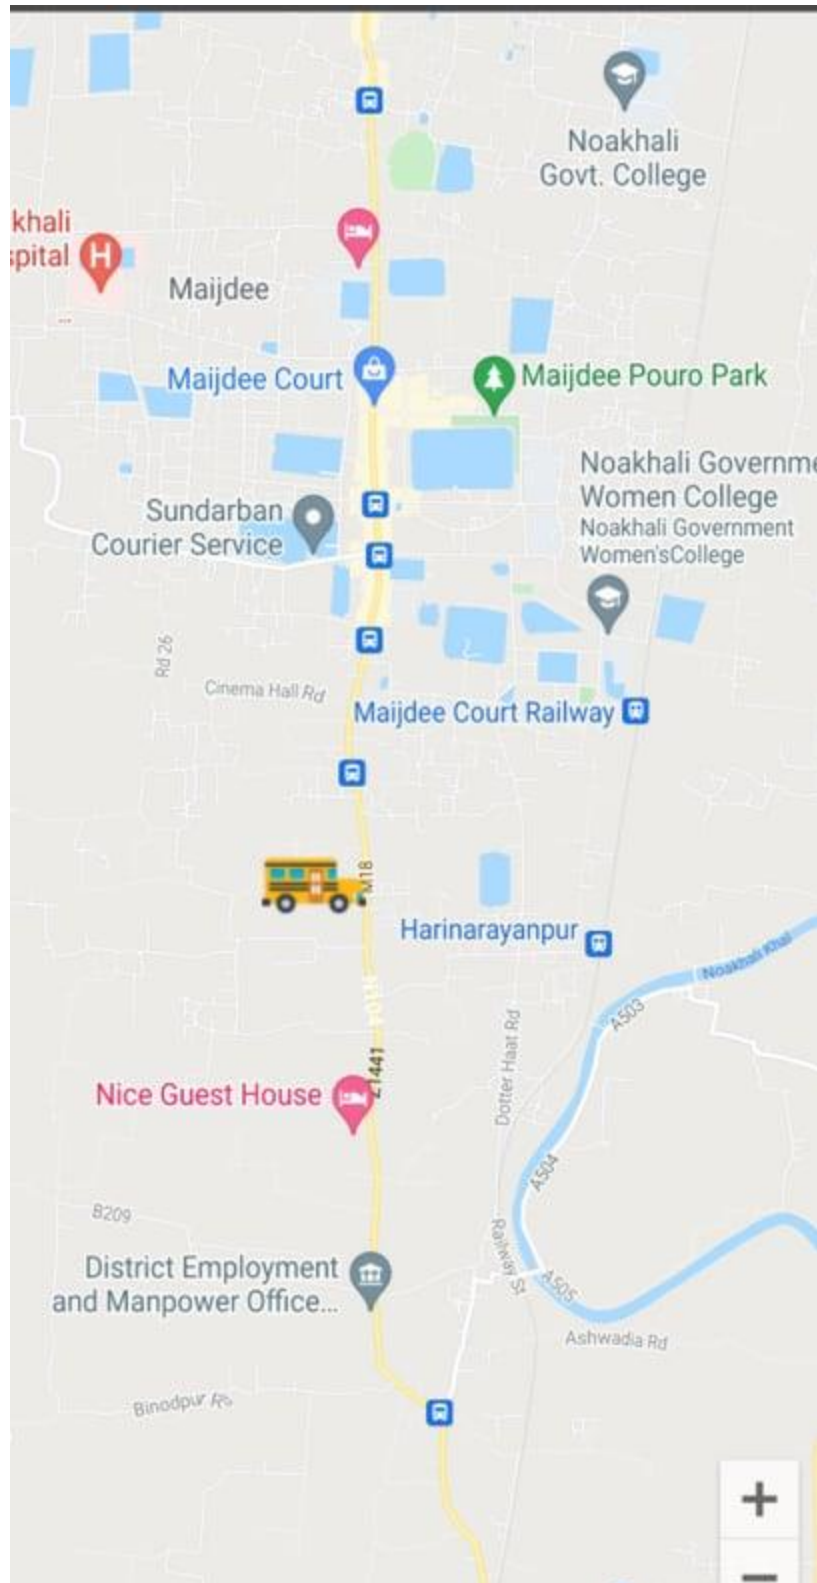 Noakhali
Govt. College
khali
spital
H
Maijdee
...
Maijdee Court
Maijdee Pouro Park
Noakhali Governme
Women College
Noakhali Government
Women'sCollege
Sundarban
Courier Service
Rd 26
Cinema Hall Rd
Maijdee Court Railway
M18
Harinarayanpur
Noakhali Khal
A503
N104
Dotter Haat Rd
Z1441
Nice Guest House
A504
B209
Railway St
District Employment
and Manpower Office...
A505
Ashwadia Rd
Binodpur
+
−